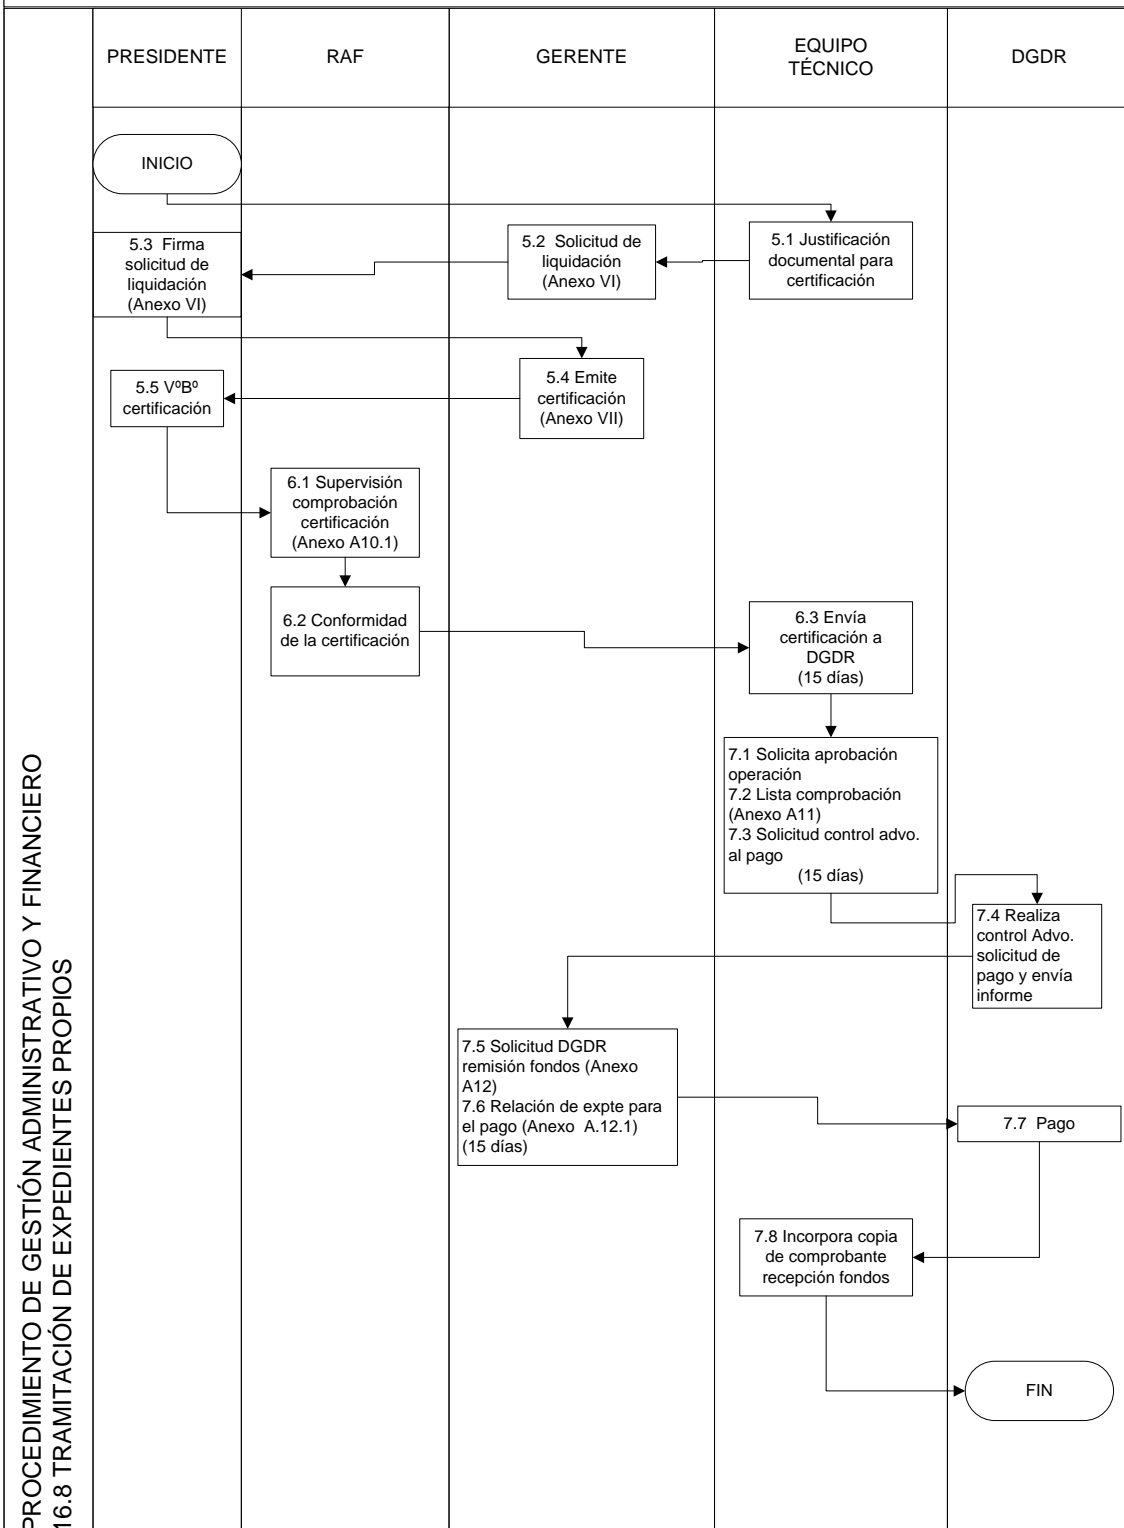 PRESIDENTE
RAF
GERENTE
EQUIPO
TÉCNICO
DGDR
INICIO
5.1 Justificación
documental para
certificación
5.2 Solicitud de
liquidación
(Anexo VI)
5.3 Firma
solicitud de
liquidación
(Anexo VI)
5.4 Emite
certificación
(Anexo VII)
5.5 VºBº
certificación
6.1 Supervisión
comprobación
certificación
(Anexo A10.1)
6.2 Conformidad
de la certificación
6.3 Envía
certificación a
DGDR
(15 días)
7.1 Solicita aprobación
operación
7.2 Lista comprobación
(Anexo A11)
7.3 Solicitud control advo.
al pago
(15 días)
7.4 Realiza
control Advo.
solicitud de
pago y envía
informe
7.5 Solicitud DGDR
remisión fondos (Anexo
A12)
7.6 Relación de expte para
el pago (Anexo A.12.1)
(15 días)
7.7 Pago
7.8 Incorpora copia
de comprobante
recepción fondos
FIN
PROCEDIMIENTO DE GESTIÓN ADMINISTRATIVO Y FINANCIERO
16.8 TRAMITACIÓN DE EXPEDIENTES PROPIOS